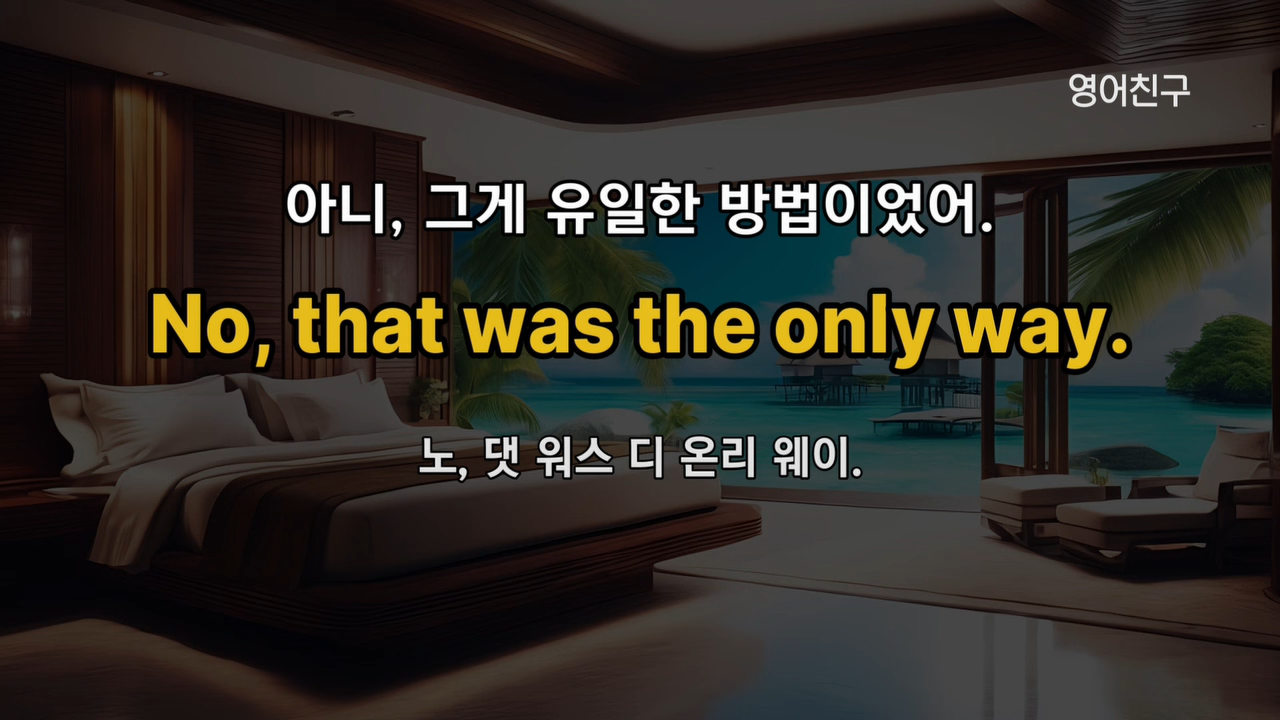 영어친구
아니, 그게 유일한 방법이었어.
No, that was the only way.
노, 댓 워스 디 온리 웨이.